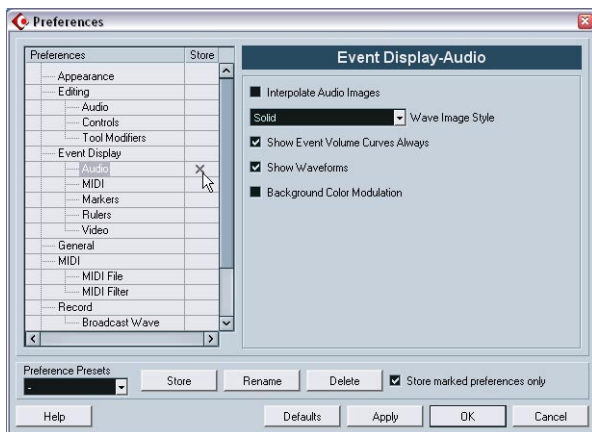 Preferences
Preferences Store
Appearance
Editing
Audio
Controls
Tool Modifiers
Event Display
Audio
MIDI
Markers
Rulers
Video
General
MIDI
MIDI File
MIDI Filter
Record
Broadcast Wave
Event Display-Audio
Interpolate Audio Images
Solid Wave Image Style
Show Event Volume Curves Always
Show Waveforms
Background Color Modulation
Preference Presets
-
Store Rename Delete Store marked preferences only
Help Defaults Apply OK Cancel